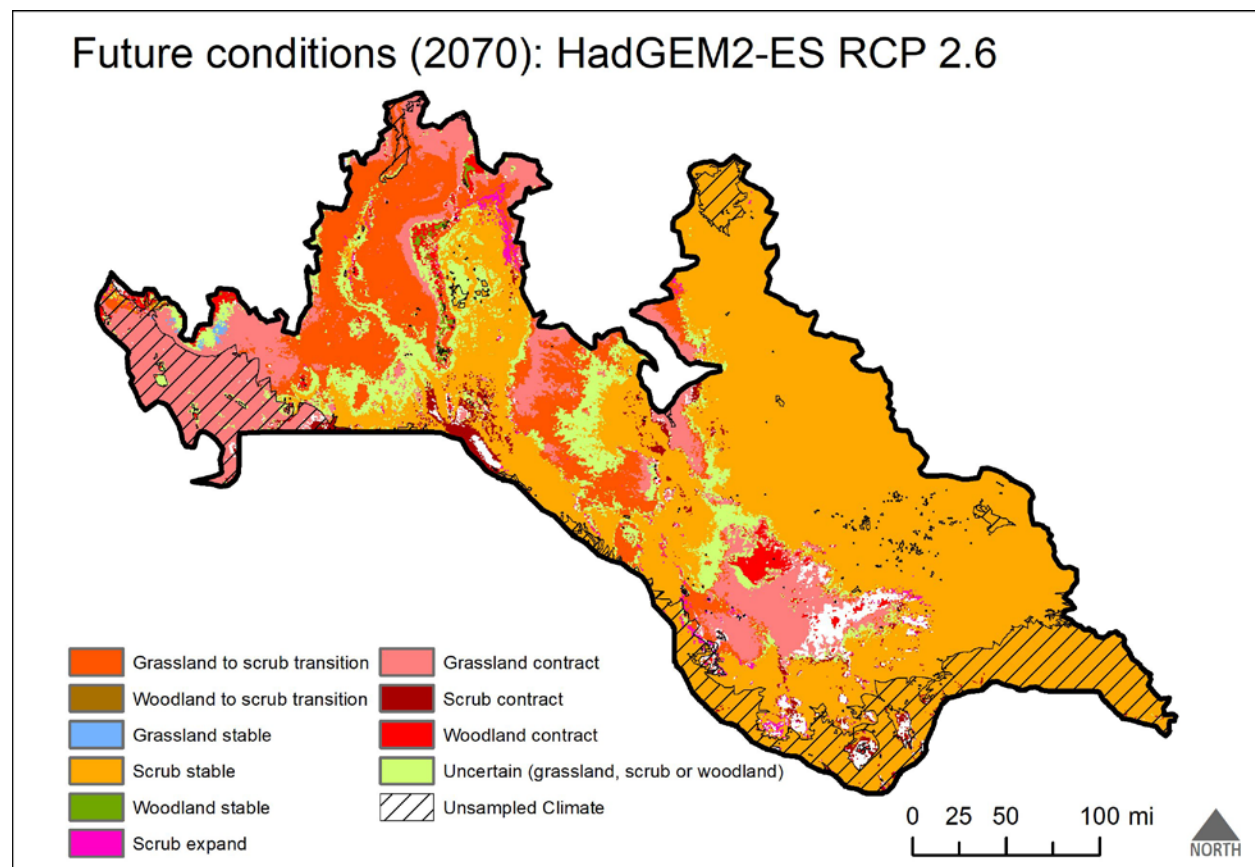 Future conditions (2070): HadGEM2-ES RCP 2.6
Grassland to scrub transition
Woodland to scrub transition
Grassland stable
Scrub stable
Woodland stable
Scrub expand
Grassland contract
Scrub contract
Woodland contract
Uncertain (grassland, scrub or woodland)
Unsampled Climate
0 25 50 100 mi
NORTH